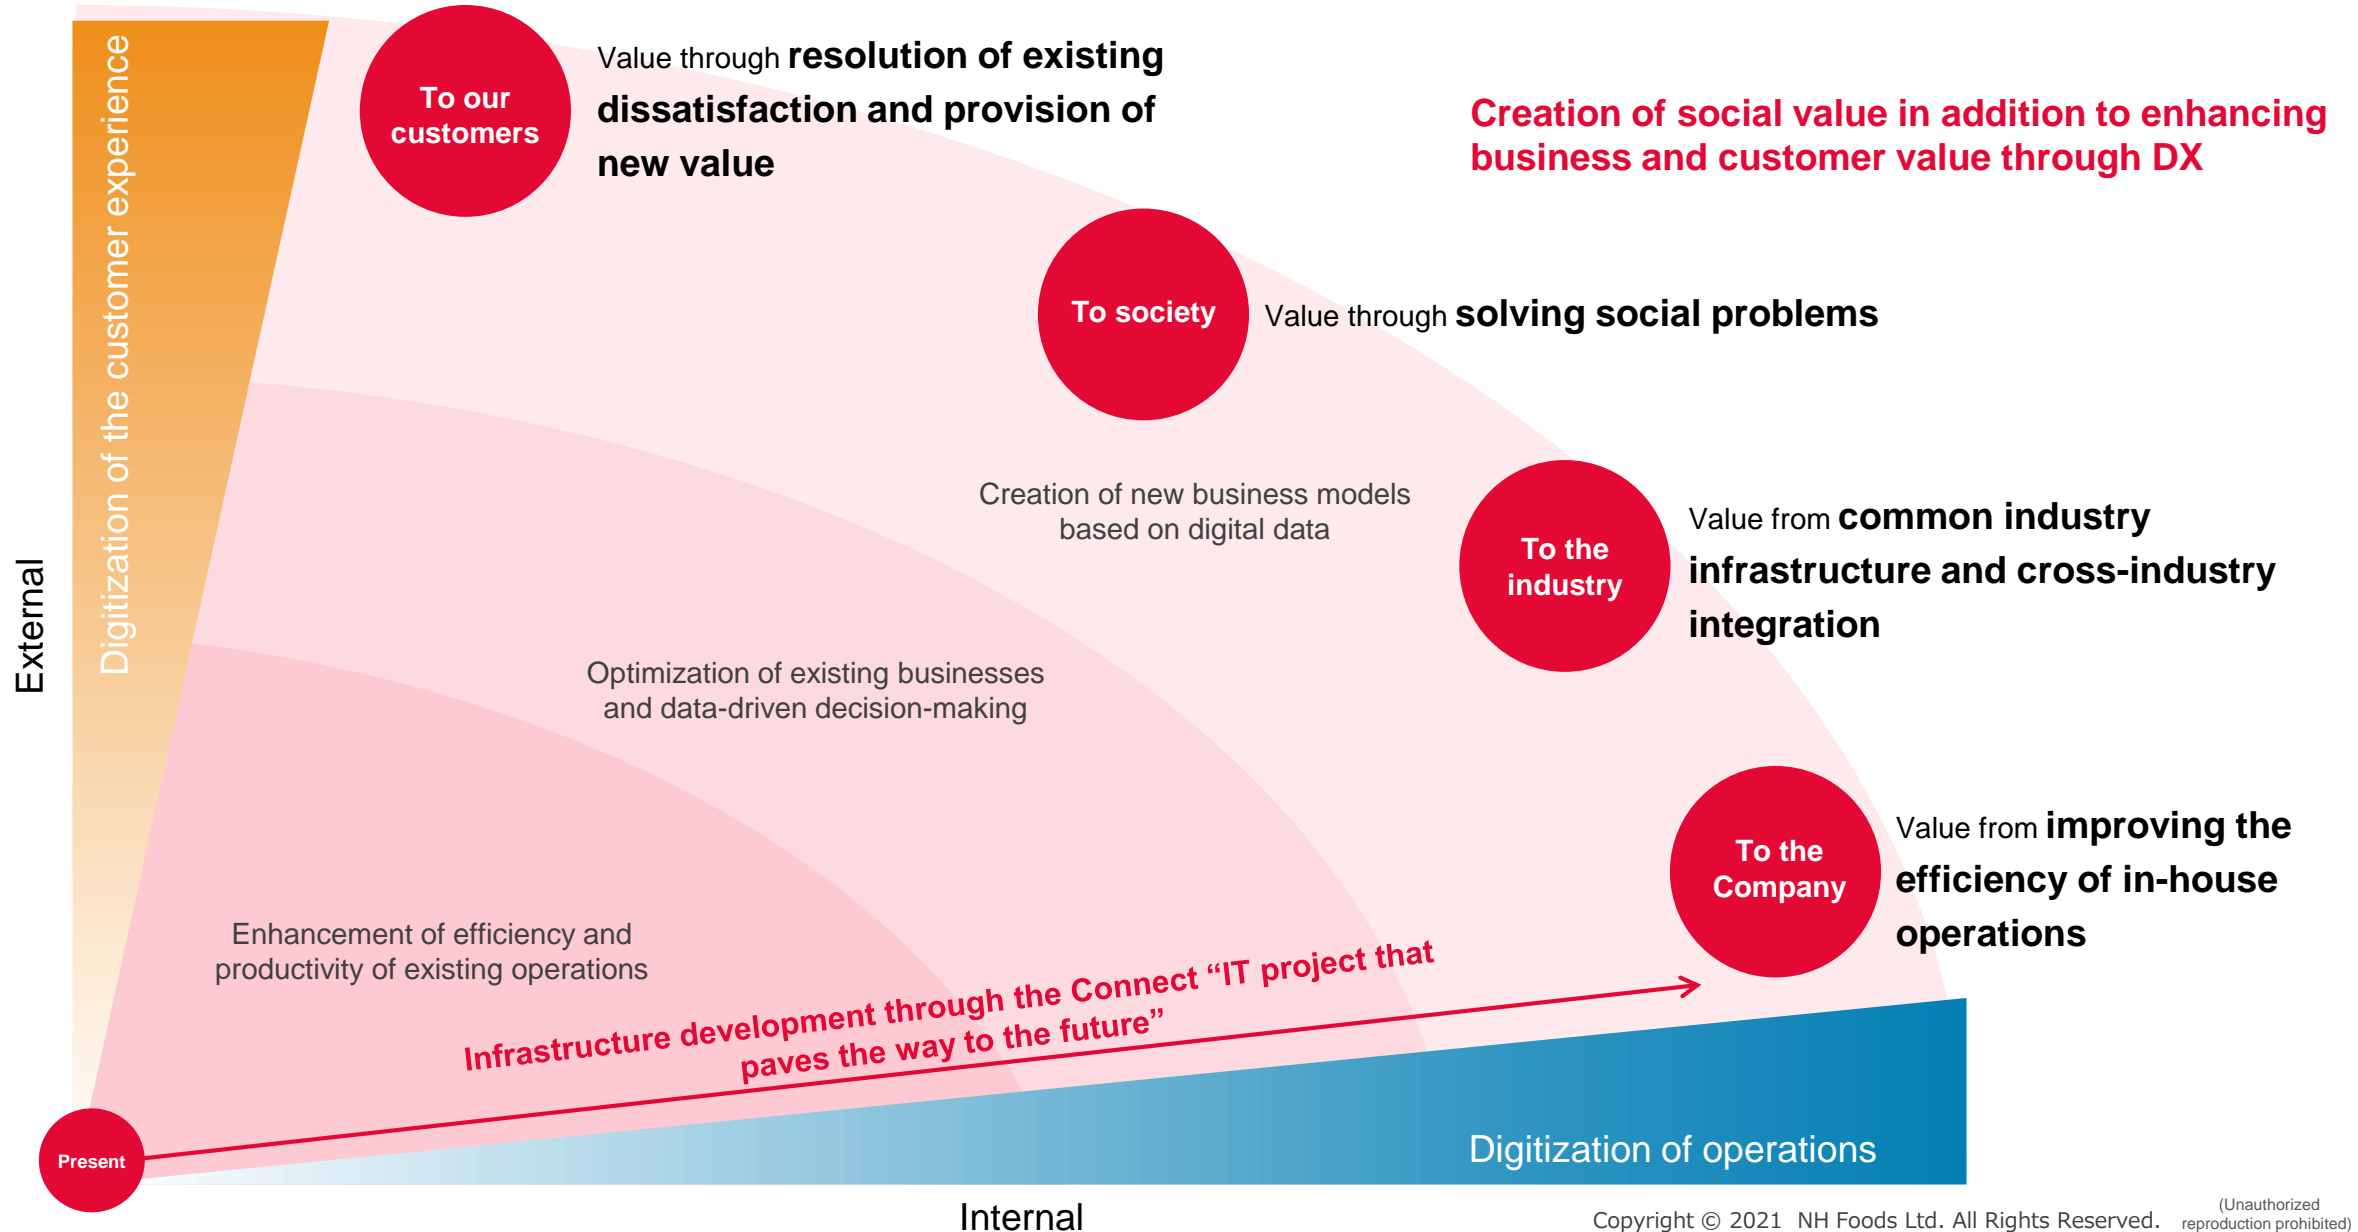 To our
customers
Value through resolution of existing
dissatisfaction and provision of
new value
Creation of social value in addition to enhancing
business and customer value through DX
Digitization of the customer experience
External
To society
Value through solving social problems
Creation of new business models
based on digital data
To the
industry
Value from common industry
infrastructure and cross-industry
integration
Optimization of existing businesses
and data-driven decision-making
To the
Company
Value from improving the
efficiency of in-house
operations
Enhancement of efficiency and
productivity of existing operations
Infrastructure development through the Connect “IT project that
paves the way to the future”
Present
Digitization of operations
Internal
Copyright © 2021 NH Foods Ltd. All Rights Reserved.
(Unauthorized
reproduction prohibited)